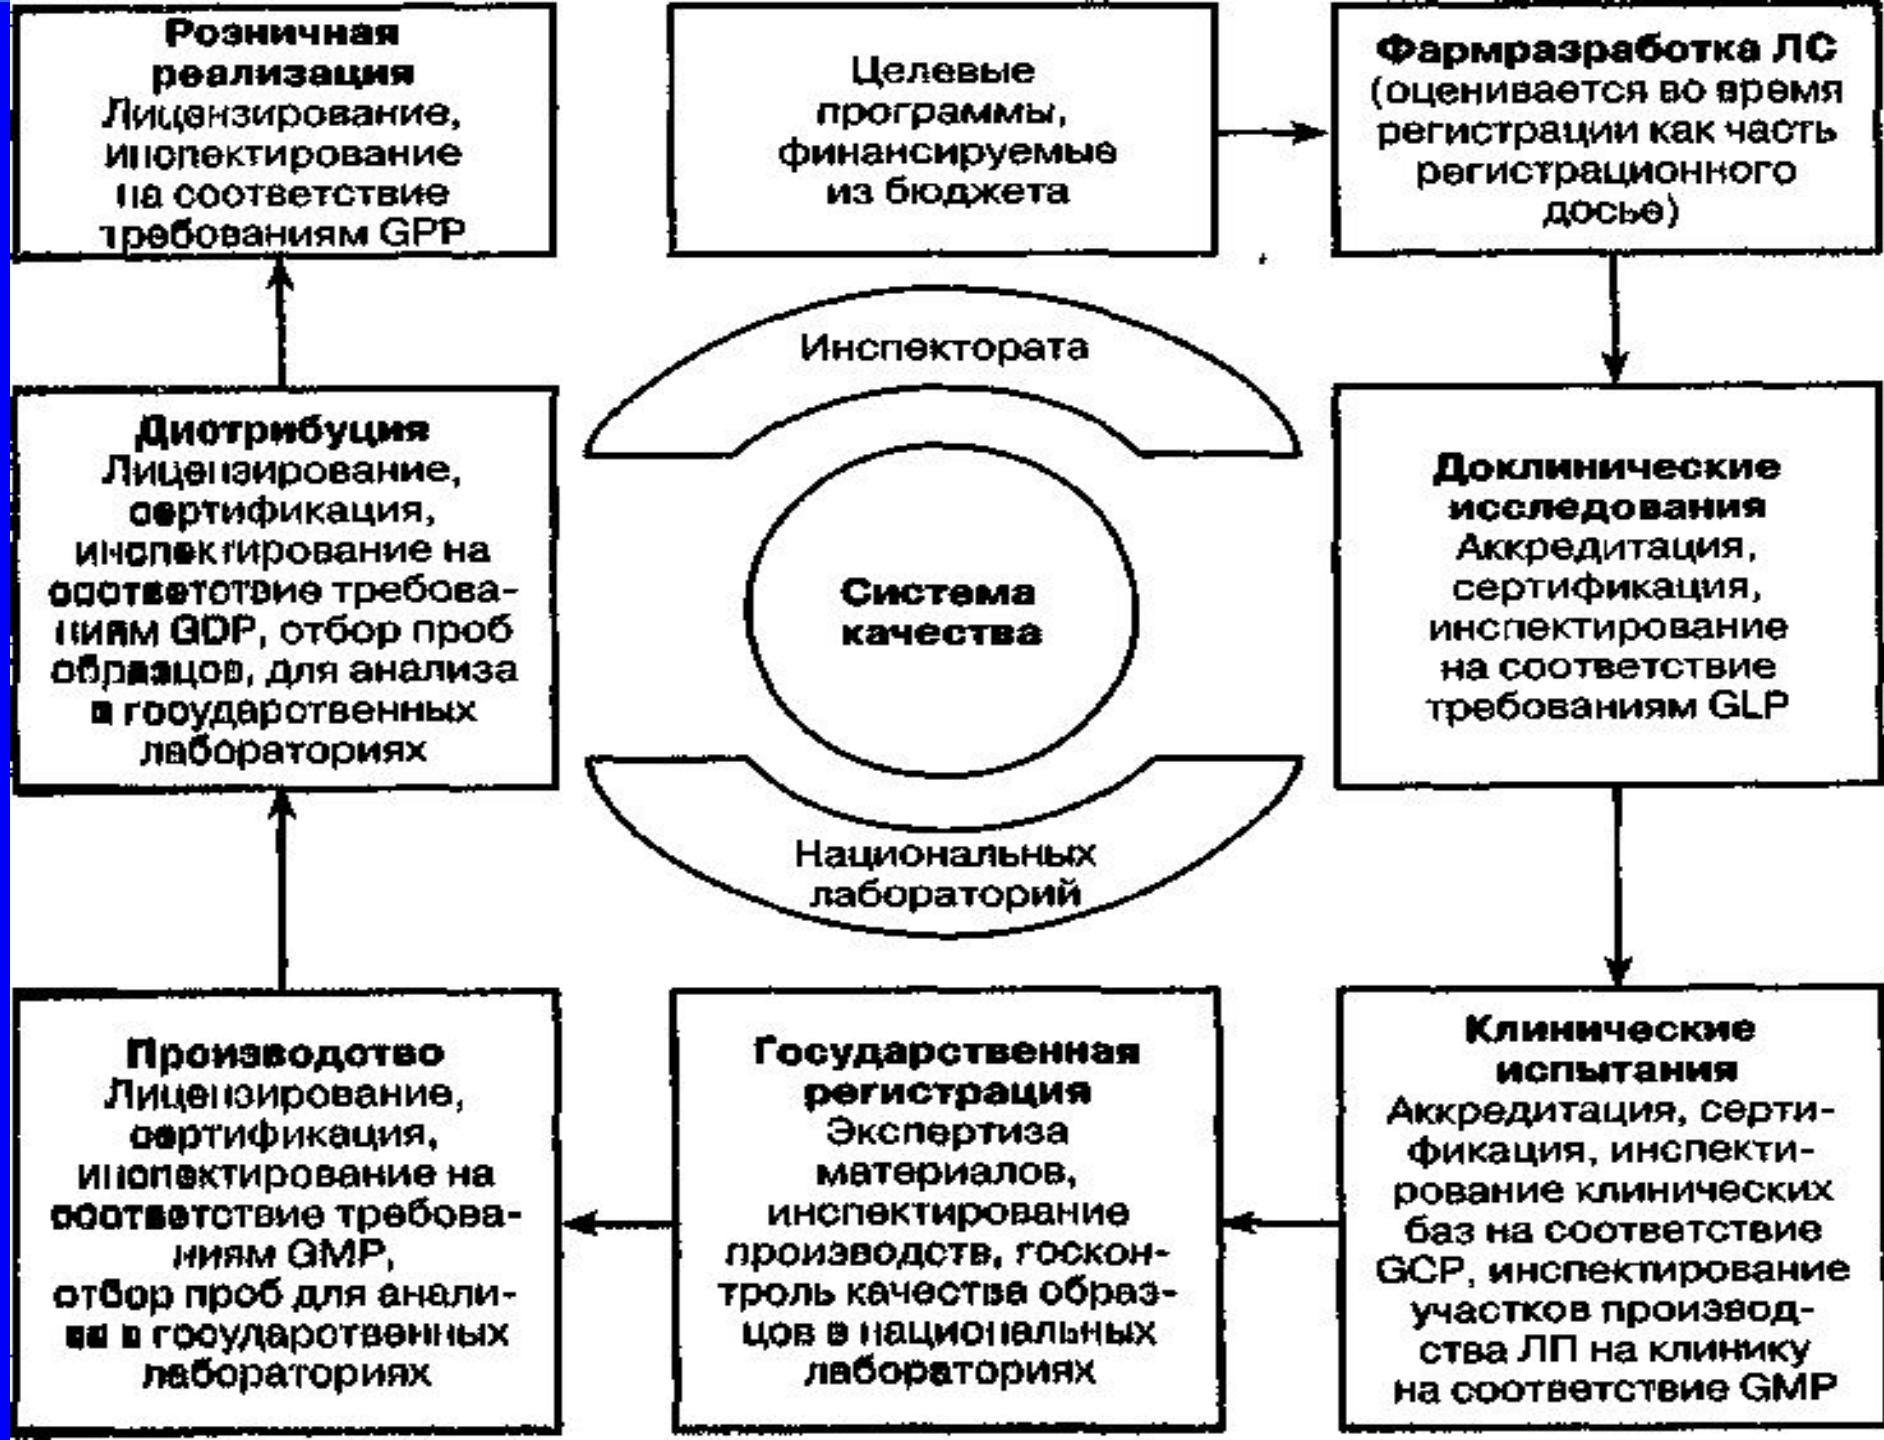 Розничная
реализация
Лицензирование,
инспектирование
на соответствие
требованиям GPP
Целевые
программы,
финансируемые
из бюджета
Фармразработка ЛС
(оценивается во время
регистрации как часть
регистрационного
досье)
Инспектората
Дистрибуция
Лицензирование,
сертификация,
инспектирование на
соответствие требова-
ниям GDP, отбор проб
образцов, для анализа
в государственных
лабораториях
Система
качества
Доклинические
исследования
Аккредитация,
сертификация,
инспектирование
на соответствие
требованиям GLP
Национальных
лабораторий
Производство
Лицензирование,
сертификация,
инспектирование на
соответствие требова-
ниям GMP,
отбор проб для анали-
за в государственных
лабораториях
Государственная
регистрация
Экспертиза
материалов,
инспектирование
производств, госкон-
троль качества образ-
цов в национальных
лабораториях
Клинические
испытания
Аккредитация, серти-
фикация, инспекти-
рование клинических
баз на соответствие
GCP, инспектирование
участков производ-
ства ЛП на клинику
на соответствие GMP